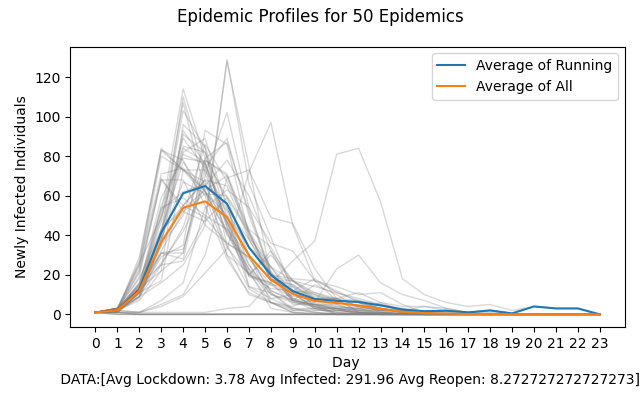 Epidemic Profiles for 50 Epidemics
Newly Infected Individuals
120
100
80
60
40
20
0
Average of Running
Average of All
0 1 2 3 4 5 6 7 8 9 10 11 12 13 14 15 16 17 18 19 20 21 22 23
Day
DATA:[Avg Lockdown: 3.78 Avg Infected: 291.96 Avg Reopen: 8.272727272727273]